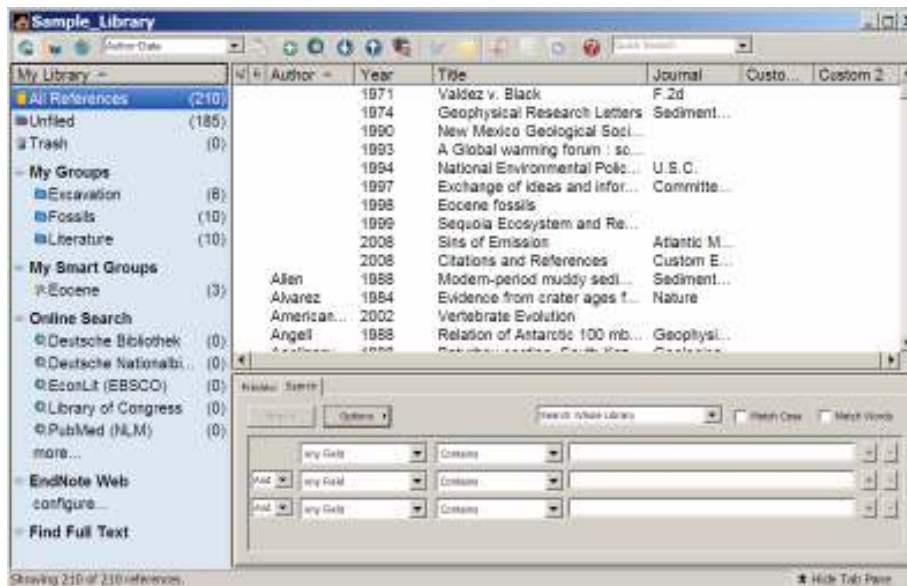 Sample_Library
Author-Date Quick Search
My Library Author Year Title Journal Custo... Custom 2
All References (210)
Unfiled (185)
Trash (0)
My Groups
Excavation (6)
Fossils (10)
Literature (10)
My Smart Groups
Eocene (3)
Online Search
Deutsche Bibliothek (0)
Deutsche Nationalbi... (0)
EconLit (EBSCO) (0)
Library of Congress (0)
PubMed (NLM) (0)
more...
EndNote Web
configure...
Find Full Text
1971 Valdez v. Black F.2d
1974 Geophysical Research Letters Sediment...
1990 New Mexico Geological Soci...
1993 A Global warming forum : sc...
1994 National Environmental Polic... U.S.C.
1997 Exchange of ideas and infor... Committe...
1998 Eocene fossils
1999 Sequoia Ecosystem and Re...
2008 Sins of Emission Atlantic M...
2008 Citations and References Custom E...
Allen 1988 Modern-period muddy sedi... Sediment...
Alvarez 1984 Evidence from crater ages f... Nature
American... 2002 Vertebrate Evolution
Angell 1988 Relation of Antarctic 100 mb... Geophysi...
Preview Search
Search Options Search Whole Library Match Case Match Words
Any Field Contains
And Any Field Contains
And Any Field Contains
Showing 210 of 210 references.
Hide Tab Pane